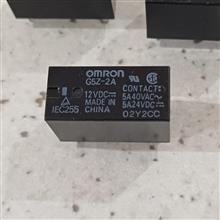 OMRON
G5Z-2A
12VDC⎓ CONTACT:
MADE IN 5A40VAC~
CHINA 5A24VDC⎓
IEC255 02Y2CC